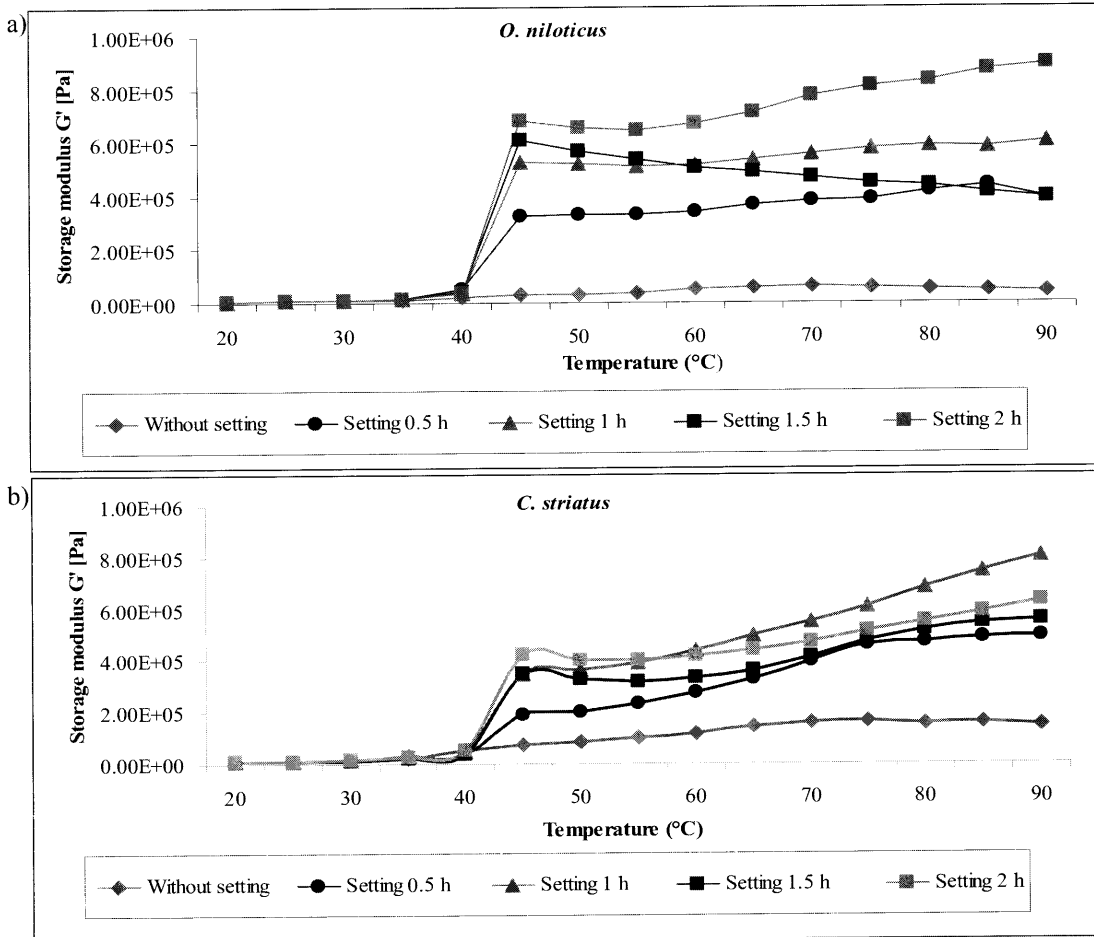 a)
O. niloticus
Storage modulus G' [Pa]
1.00E+06
8.00E+05
6.00E+05
4.00E+05
2.00E+05
0.00E+00
20 30 40 50 60 70 80 90
Temperature (°C)
Without setting Setting 0.5 h Setting 1 h Setting 1.5 h Setting 2 h
b)
C. striatus
Storage modulus G' [Pa]
1.00E+06
8.00E+05
6.00E+05
4.00E+05
2.00E+05
0.00E+00
20 30 40 50 60 70 80 90
Temperature (°C)
Without setting Setting 0.5 h Setting 1 h Setting 1.5 h Setting 2 h